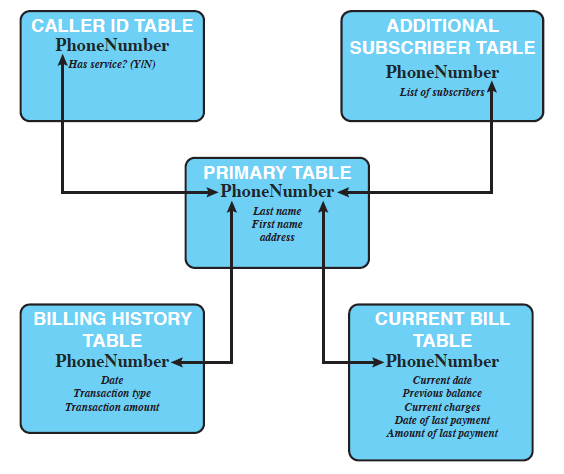 CALLER ID TABLE
PhoneNumber
Has service? (Y/N)
ADDITIONAL
SUBSCRIBER TABLE
PhoneNumber
List of subscribers
PRIMARY TABLE
PhoneNumber
Last name
First name
address
BILLING HISTORY
TABLE
PhoneNumber
Date
Transaction type
Transaction amount
CURRENT BILL
TABLE
PhoneNumber
Current date
Previous balance
Current charges
Date of last payment
Amount of last payment